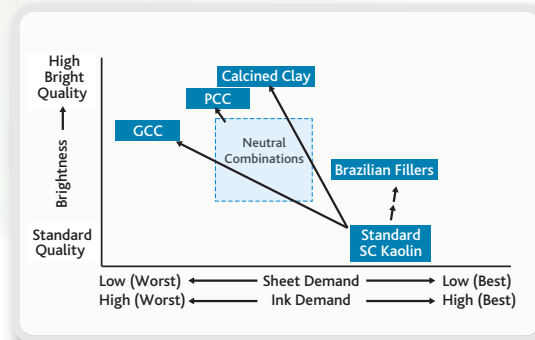 High
Bright
Quality
Brightness
Standard
Quality
Calcined Clay
PCC
GCC
Neutral
Combinations
Brazilian Fillers
Standard
SC Kaolin
Low (Worst) Sheet Demand Low (Best)
High (Worst) Ink Demand High (Best)